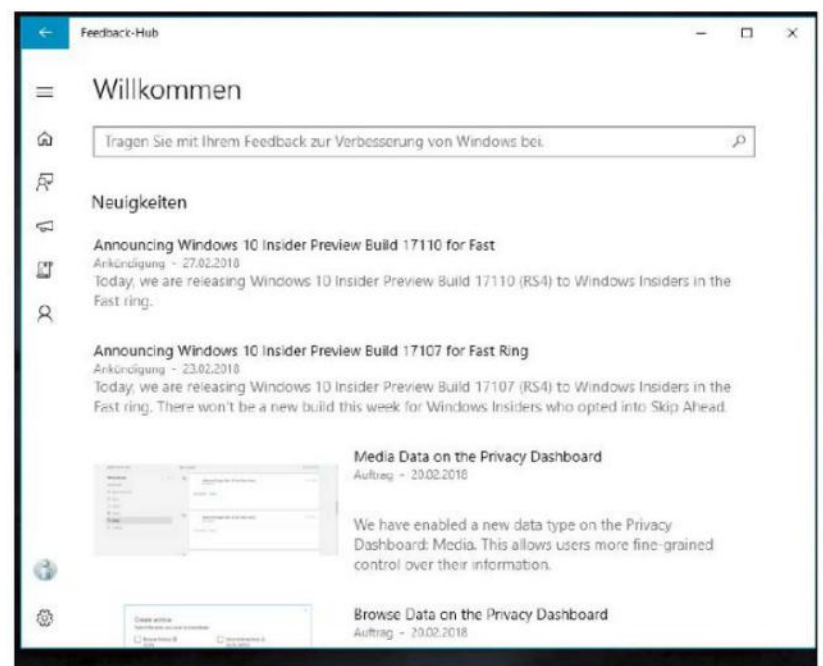 Feedback-Hub
Willkommen
Tragen Sie mit Ihrem Feedback zur Verbesserung von Windows bei.
Neuigkeiten
Announcing Windows 10 Insider Preview Build 17110 for Fast
Ankündigung - 27.02.2018
Today, we are releasing Windows 10 Insider Preview Build 17110 (RS4) to Windows Insiders in the
Fast ring.
Announcing Windows 10 Insider Preview Build 17107 for Fast Ring
Ankündigung - 23.02.2018
Today, we are releasing Windows 10 Insider Preview Build 17107 (RS4) to Windows Insiders in the
Fast ring. There won't be a new build this week for Windows Insiders who opted into Skip Ahead.
Media Data on the Privacy Dashboard
Auftrag - 20.02.2018
We have enabled a new data type on the Privacy
Dashboard: Media. This allows users more fine-grained
control over their information.
Browse Data on the Privacy Dashboard
Auftrag - 20.02.2018
Create archive